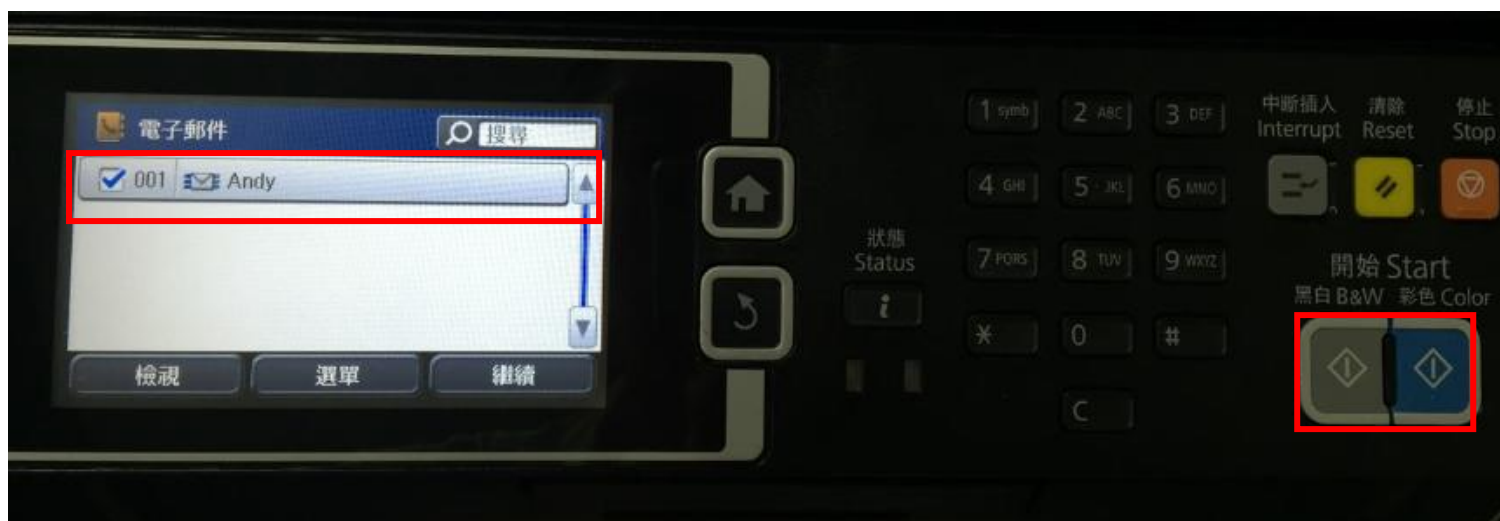 電子郵件
搜尋
001 Andy
檢視 選單 繼續
狀態
Status
i
1 symb 2 ABC 3 DEF
4 GHI 5 JKL 6 MNO
7 PQRS 8 TUV 9 WXYZ
* 0 #
C
中斷插入 清除 停止
Interrupt Reset Stop
開始 Start
黑白 B&W 彩色 Color